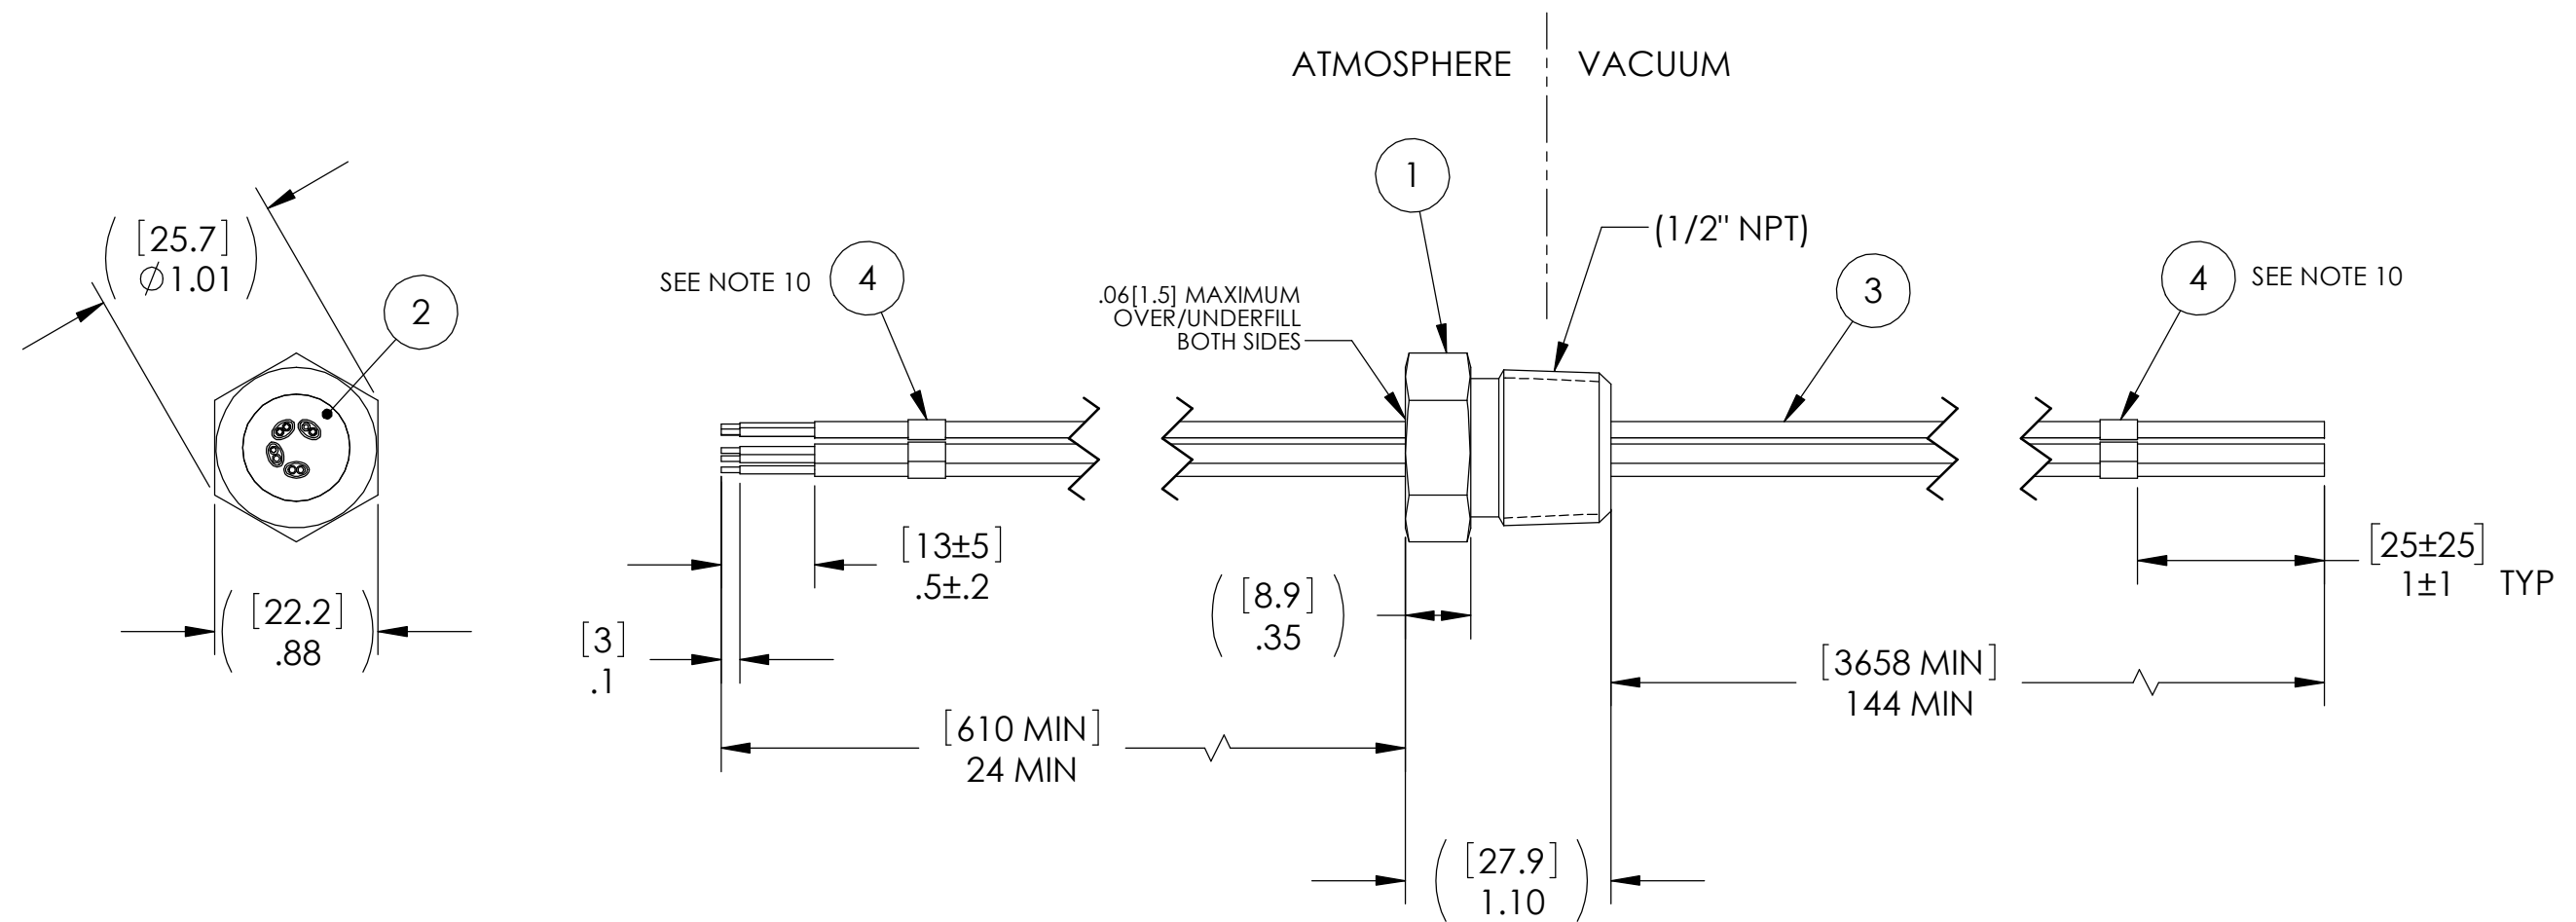 ATMOSPHERE
VACUUM
1
(1/2" NPT)
[25.7]
Ø1.01
2
SEE NOTE 10
4
.06[1.5] MAXIMUM
OVER/UNDERFILL
BOTH SIDES
3
4
SEE NOTE 10
[13±5]
.5±.2
[25±25]
1±1 TYP
[22.2]
.88
[3]
.1
([8.9]
.35)
[3658 MIN]
144 MIN
[610 MIN]
24 MIN
([27.9]
1.10)